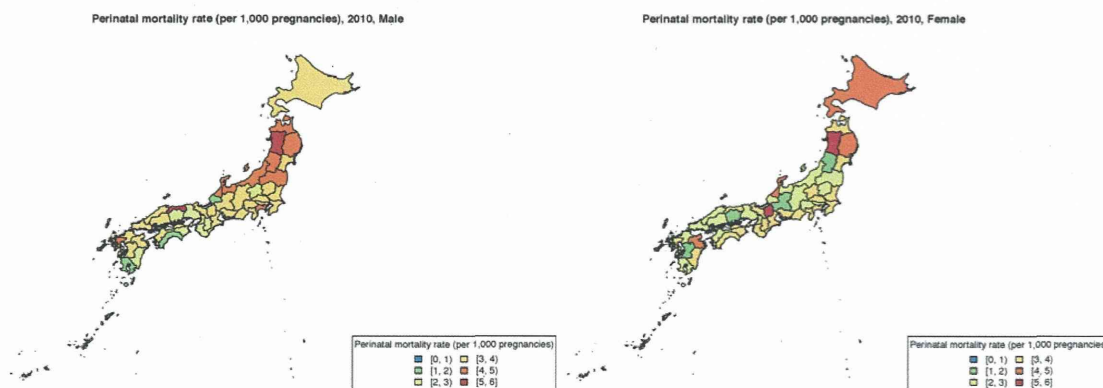 Perinatal mortality rate (per 1,000 pregnancies), 2010, Male
Perinatal mortality rate (per 1,000 pregnancies), 2010, Female
Perinatal mortality rate (per 1,000 pregnancies)
[0, 1) [3, 4)
[1, 2) [4, 5)
[2, 3) [5, 6]
Perinatal mortality rate (per 1,000 pregnancies
[0, 1) [3, 4)
[1, 2) [4, 5)
[2, 3) [5, 6]